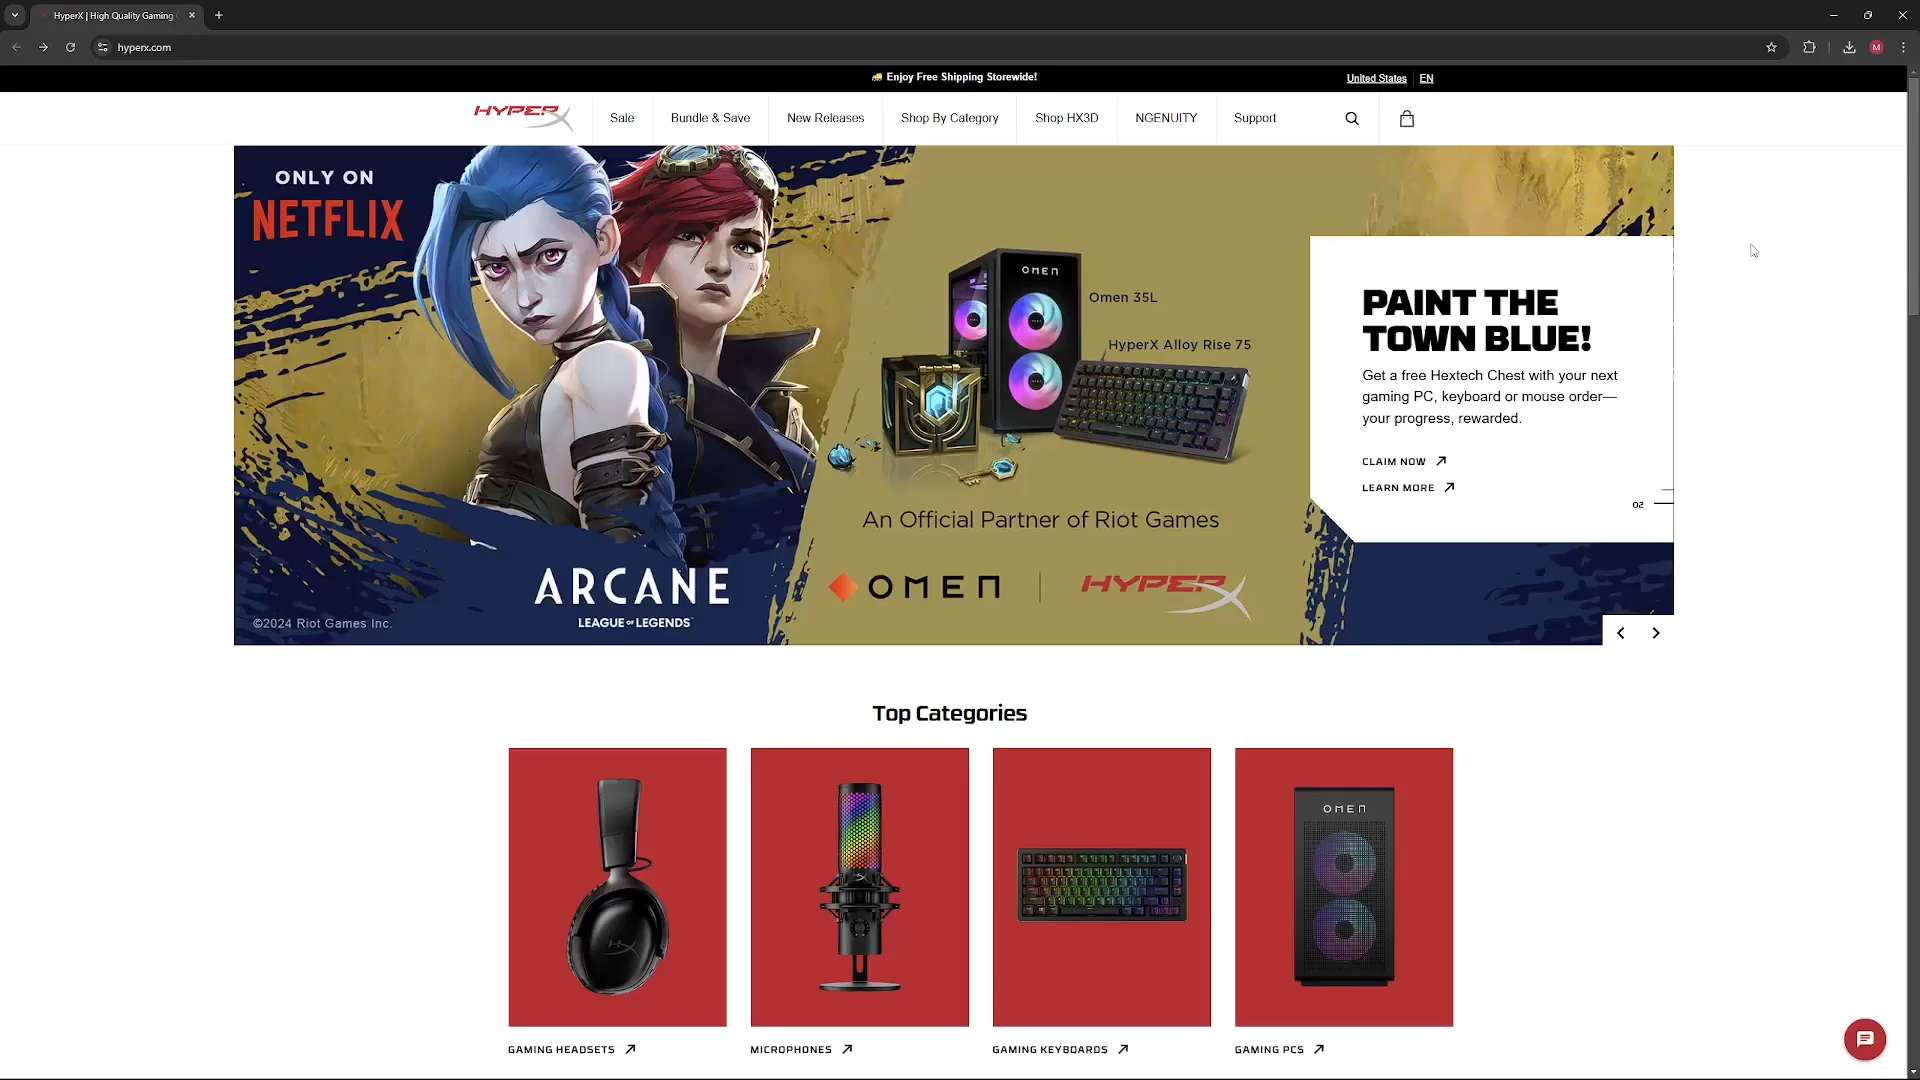 HyperX | High Quality Gaming
hyperx.com
M
Enjoy Free Shipping Storewide!
United States
EN
HYPERX
Sale
Bundle & Save
New Releases
Shop By Category
Shop HX3D
NGENUITY
Support
ONLY ON
NETFLIX
OMEN
Omen 35L
HyperX Alloy Rise 75
PAINT THE
TOWN BLUE!
Get a free Hextech Chest with your next
gaming PC, keyboard or mouse order—
your progress, rewarded.
CLAIM NOW
LEARN MORE
02
An Official Partner of Riot Games
ARCANE
LEAGUE OF LEGENDS
OMEN
HYPERX
©2024 Riot Games Inc.
Top Categories
OMEN
GAMING HEADSETS
MICROPHONES
GAMING KEYBOARDS
GAMING PCS